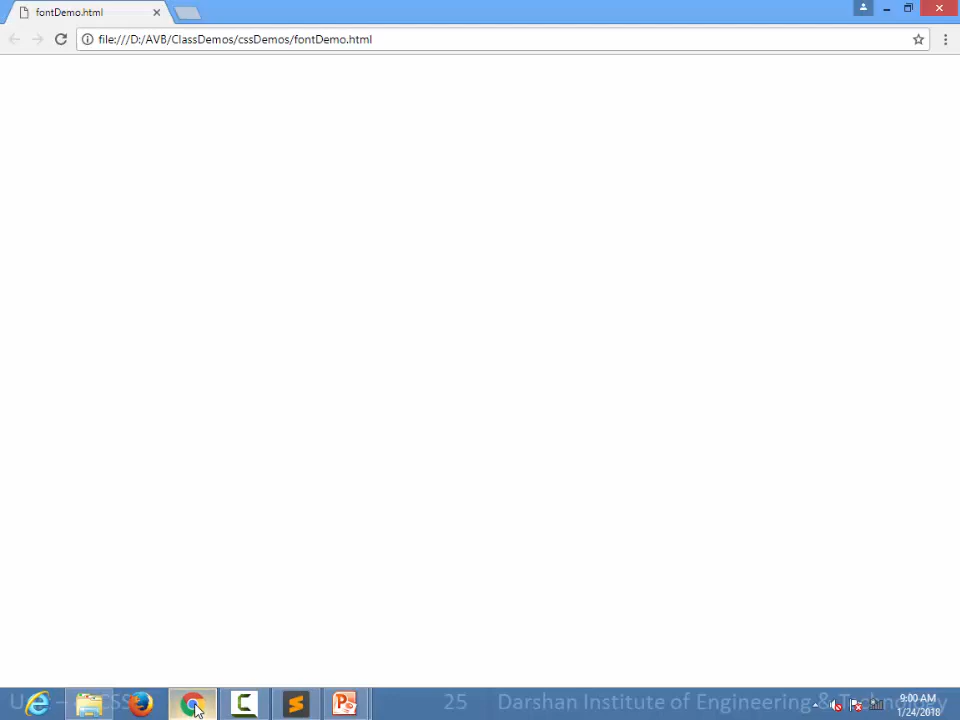 fontDemo.html
file:///D:/AVB/ClassDemos/cssDemos/fontDemo.html
25
Darshan Institute of Engineering & Technology
9:00 AM
1/24/2018